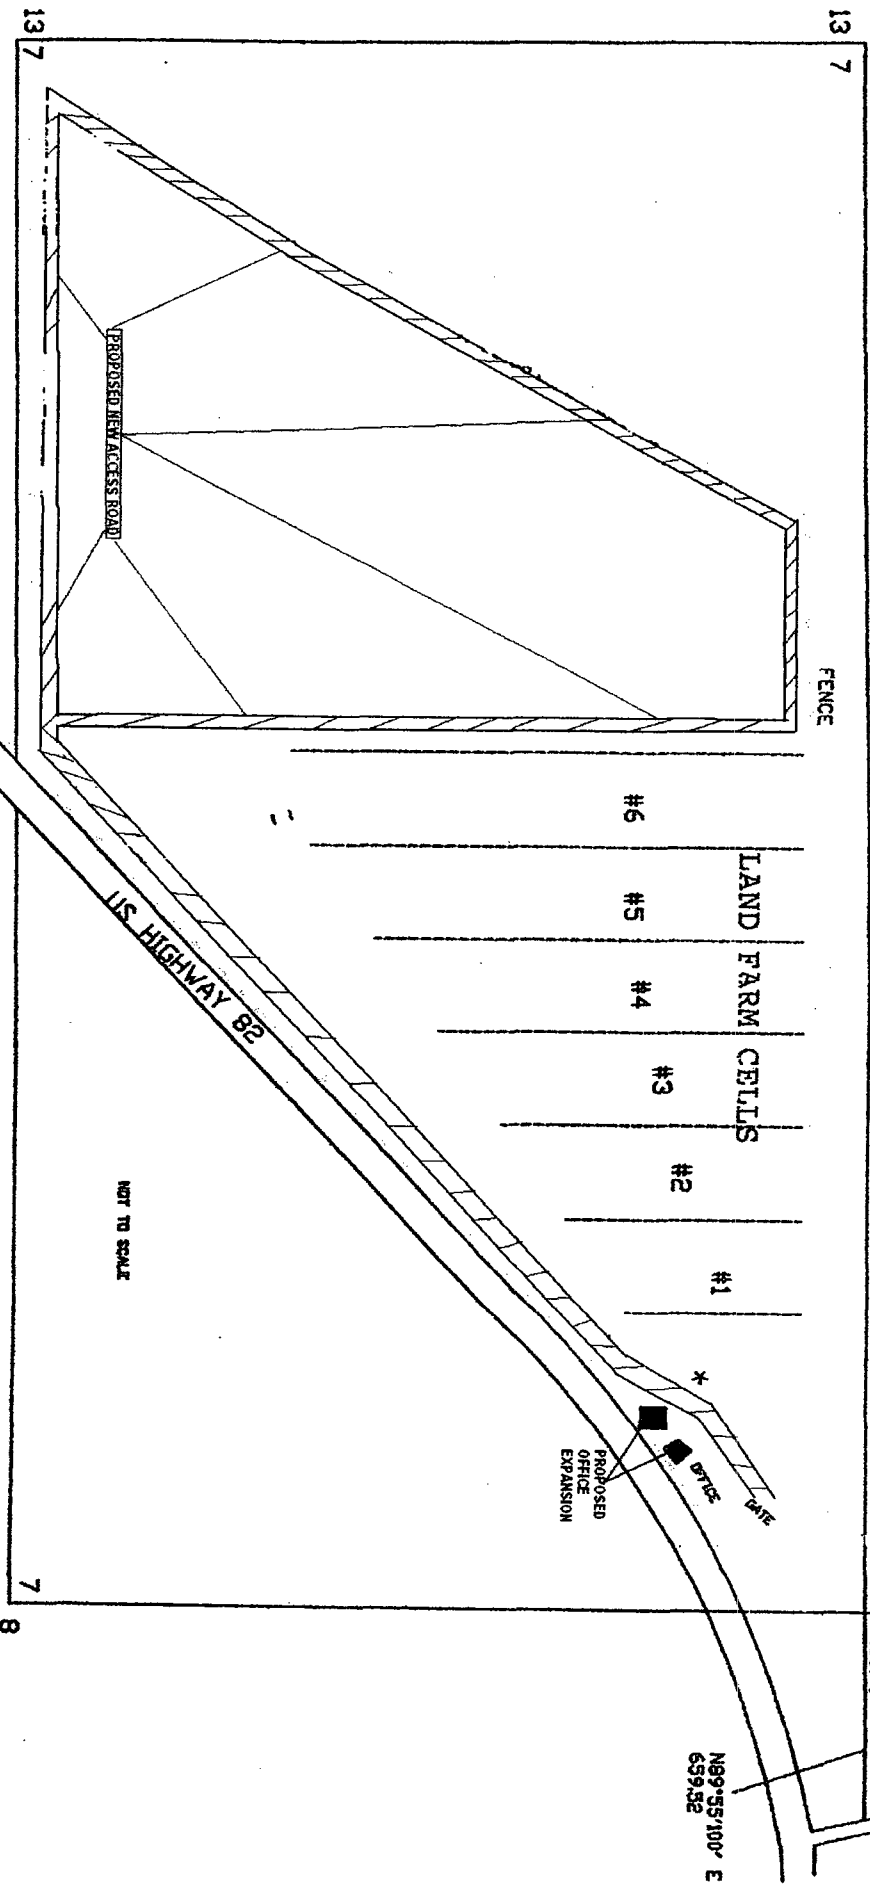 13 7
13 7
FENCE
PROPOSED NEW ACCESS ROAD
LAND FARM CELLS
#6
#5
#4
#3
#2
#1
US HIGHWAY 82
NOT TO SCALE
*
OFFICE
GATE
PROPOSED
OFFICE
EXPANSION
7
8
N89•55'100" E
659.52